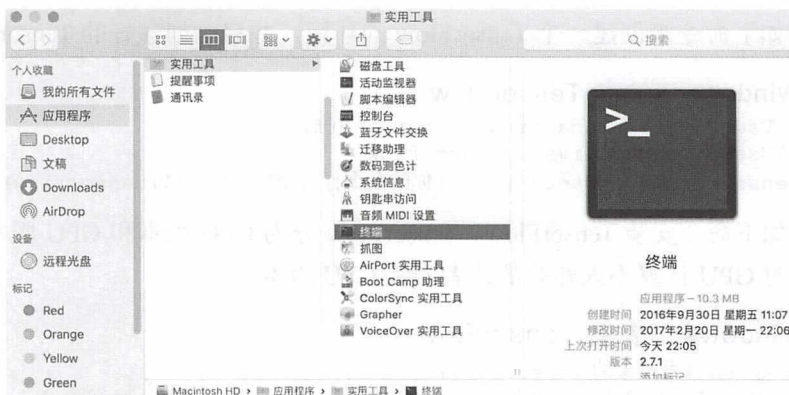 实用工具
搜索
个人收藏
我的所有文件
应用程序
Desktop
文稿
Downloads
AirDrop
设备
远程光盘
标记
Red
Orange
Yellow
Green
实用工具
提醒事项
通讯录
磁盘工具
活动监视器
脚本编辑器
控制台
蓝牙文件交换
迁移助理
数码测色计
系统信息
钥匙串访问
音频 MIDI 设置
终端
抓图
AirPort 实用工具
Boot Camp 助理
ColorSync 实用工具
Grapher
VoiceOver 实用工具
>_
终端
应用程序 – 10.3 MB
创建时间 2016年9月30日 星期五 11:07
修改时间 2017年2月20日 星期一 22:06
上次打开时间 今天 22:05
版本 2.7.1
添加标记
Macintosh HD › 应用程序 › 实用工具 › 终端